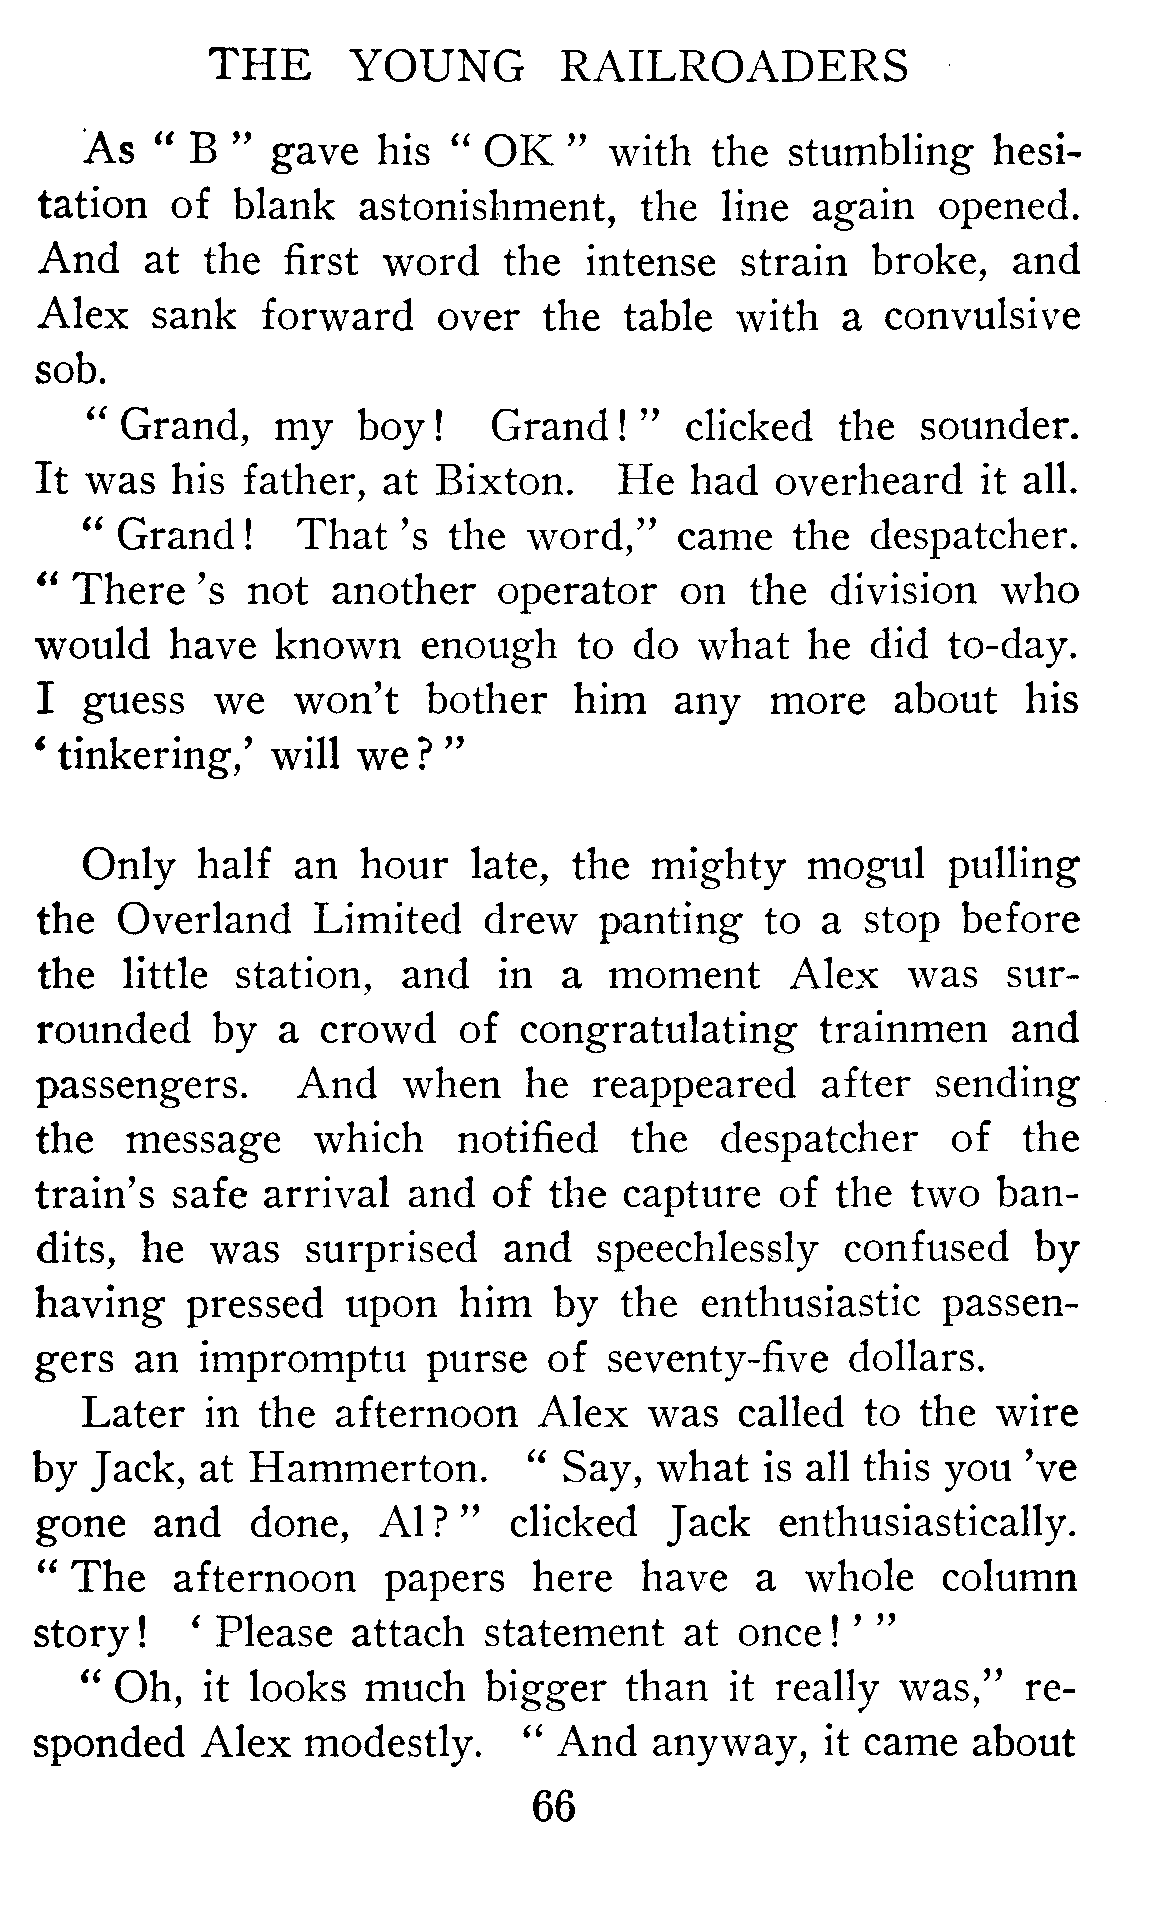 THE YOUNG RAILROADERS
As " B " gave his " OK " with the stumbling hesi-
tation of blank astonishment, the line again opened.
And at the first word the intense strain broke, and
Alex sank forward over the table with a convulsive
sob.
" Grand, my boy! Grand! " clicked the sounder.
It was his father, at Bixton. He had overheard it all.
" Grand! That 's the word," came the despatcher.
" There 's not another operator on the division who
would have known enough to do what he did to-day.
I guess we won't bother him any more about his
' tinkering,' will we? "
Only half an hour late, the mighty mogul pulling
the Overland Limited drew panting to a stop before
the little station, and in a moment Alex was sur-
rounded by a crowd of congratulating trainmen and
passengers. And when he reappeared after sending
the message which notified the despatcher of the
train's safe arrival and of the capture of the two ban-
dits, he was surprised and speechlessly confused by
having pressed upon him by the enthusiastic passen-
gers an impromptu purse of seventy-five dollars.
Later in the afternoon Alex was called to the wire
by Jack, at Hammerton. " Say, what is all this you 've
gone and done, Al? " clicked Jack enthusiastically.
" The afternoon papers here have a whole column
story! ' Please attach statement at once! ' "
" Oh, it looks much bigger than it really was," re-
sponded Alex modestly. " And anyway, it came about
66